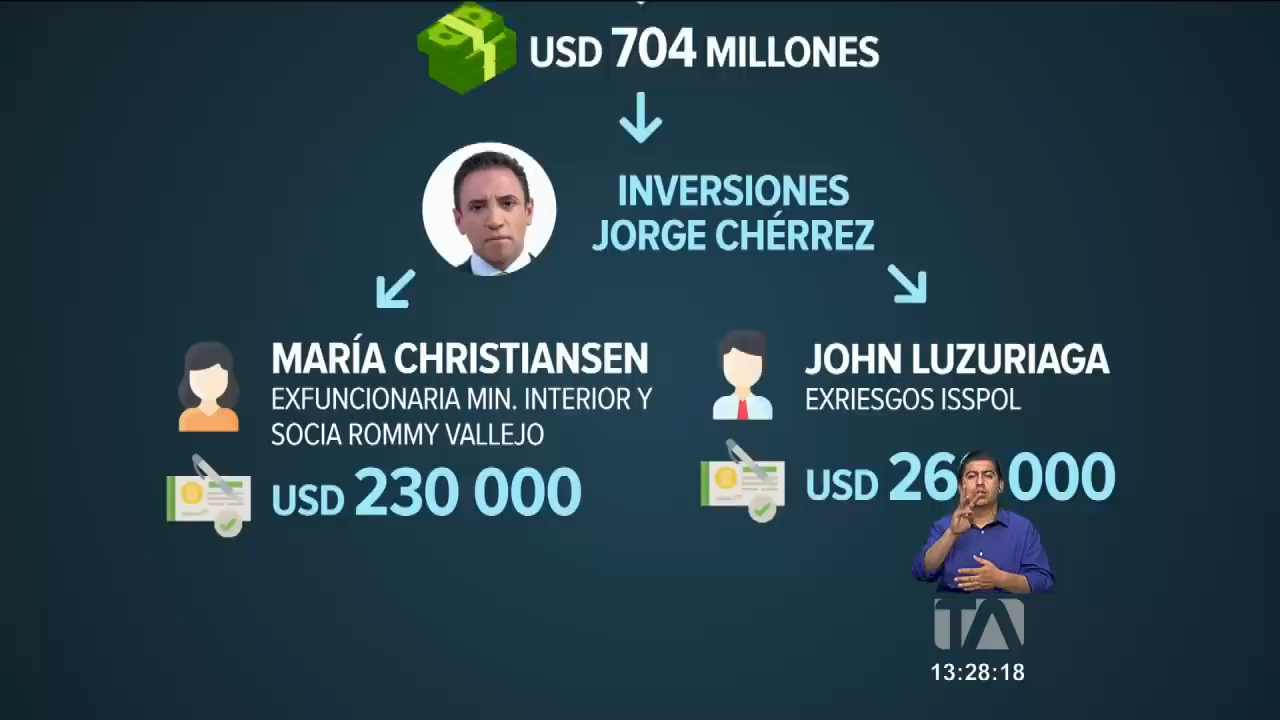 USD 704 MILLONES
INVERSIONES
JORGE CHÉRREZ
MARÍA CHRISTIANSEN
EXFUNCIONARIA MIN. INTERIOR Y
SOCIA ROMMY VALLEJO
USD 230 000
JOHN LUZURIAGA
EXRIESGOS ISSPOL
USD 000
TA
13:28:18